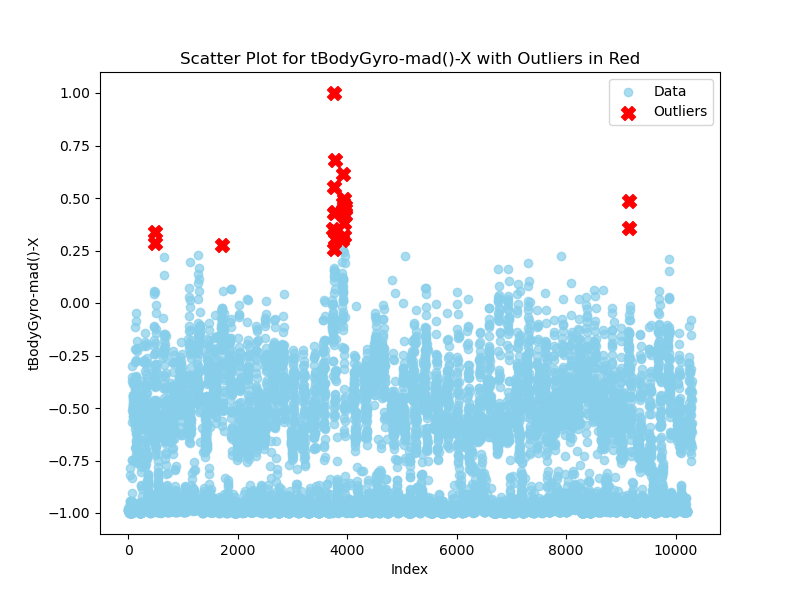 Scatter Plot for tBodyGyro-mad()-X with Outliers in Red
Data
Outliers
1.00
0.75
0.50
0.25
0.00
−0.25
−0.50
−0.75
−1.00
tBodyGyro-mad()-X
0 2000 4000 6000 8000 10000
Index